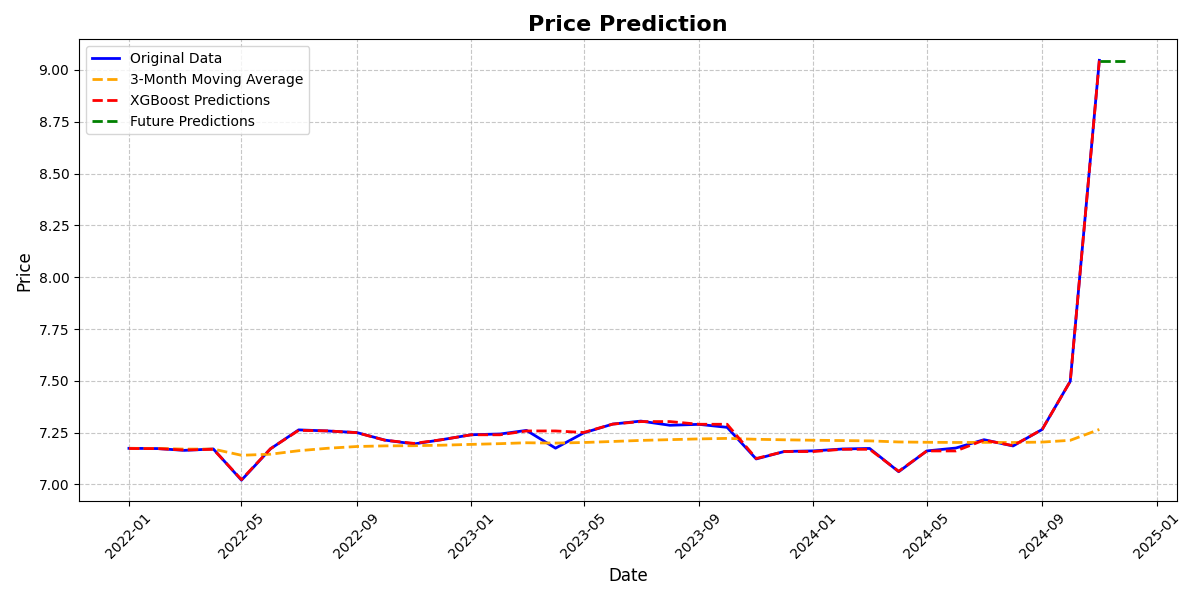 Price Prediction
Original Data
3-Month Moving Average
XGBoost Predictions
Future Predictions
Price
9.00
8.75
8.50
8.25
8.00
7.75
7.50
7.25
7.00
2022-01
2022-05
2022-09
2023-01
2023-05
2023-09
2024-01
2024-05
2024-09
2025-01
Date